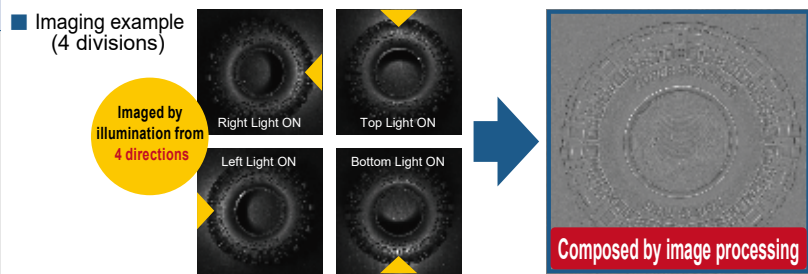 Imaging example
(4 divisions)
Imaged by
illumination from
4 directions
Right Light ON
Top Light ON
Left Light ON
Bottom Light ON
Composed by image processing